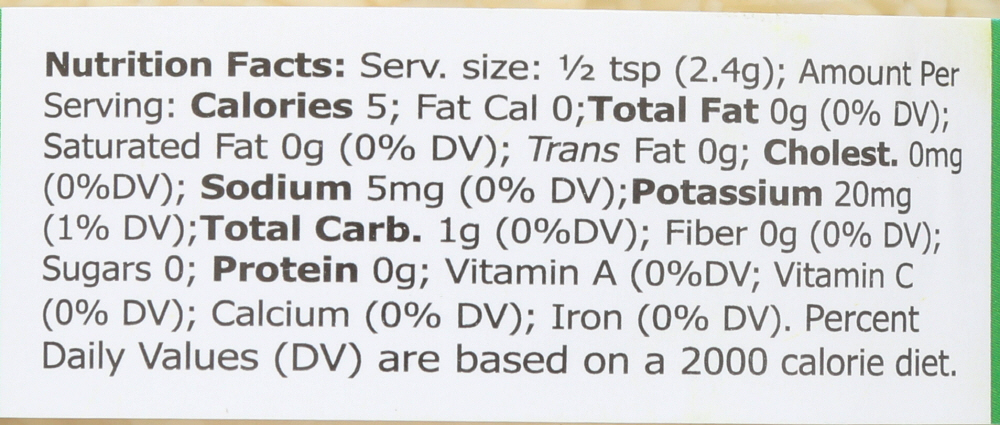 Nutrition Facts: Serv. size: ½ tsp (2.4g); Amount Per
Serving: Calories 5; Fat Cal 0;Total Fat 0g (0% DV);
Saturated Fat 0g (0% DV); Trans Fat 0g; Cholest. 0mg
(0%DV); Sodium 5mg (0% DV);Potassium 20mg
(1% DV);Total Carb. 1g (0%DV); Fiber 0g (0% DV);
Sugars 0; Protein 0g; Vitamin A (0%DV; Vitamin C
(0% DV); Calcium (0% DV); Iron (0% DV). Percent
Daily Values (DV) are based on a 2000 calorie diet.